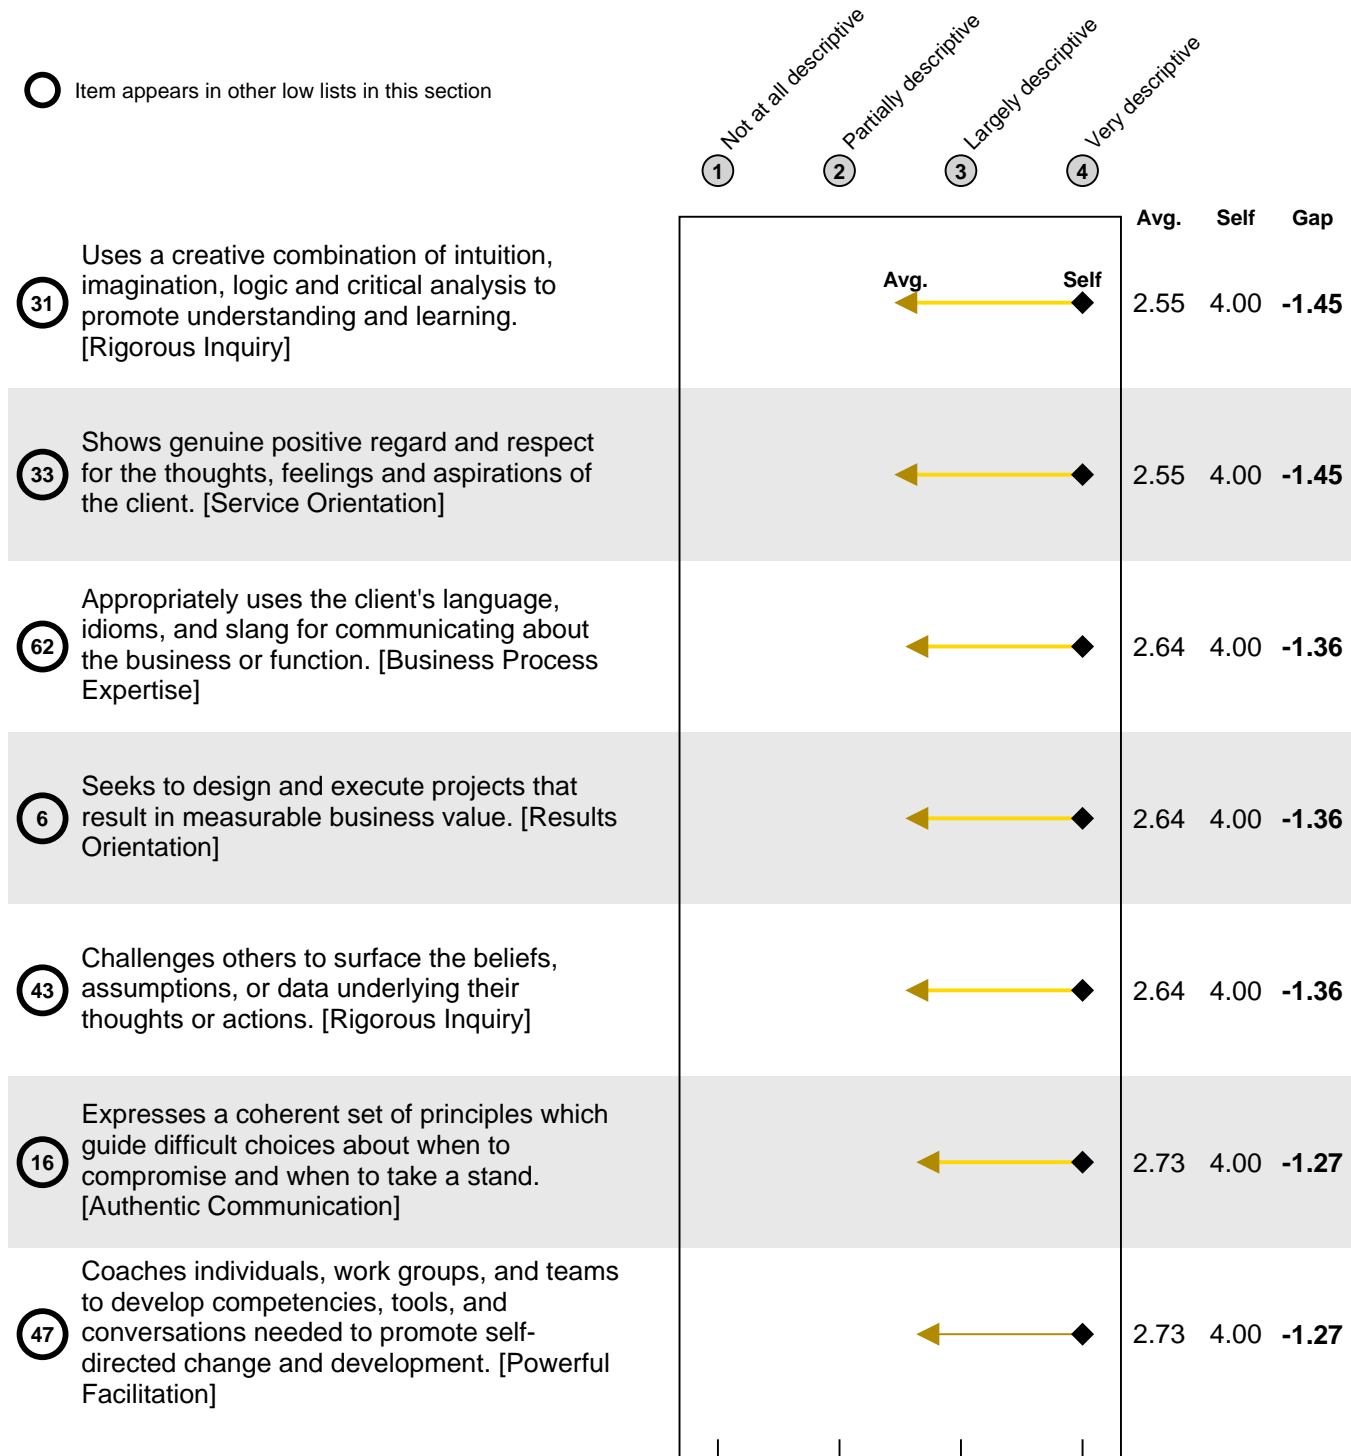 Item appears in other low lists in this section
Not at all descriptive
Partially descriptive
Largely descriptive
Very descriptive
1 2 3 4
Avg. Self Gap
Uses a creative combination of intuition,
imagination, logic and critical analysis to
promote understanding and learning.
[Rigorous Inquiry]
31
Avg. Self
2.55 4.00 -1.45
Shows genuine positive regard and respect
for the thoughts, feelings and aspirations of
the client. [Service Orientation]
33
2.55 4.00 -1.45
Appropriately uses the client's language,
idioms, and slang for communicating about
the business or function. [Business Process
Expertise]
62
2.64 4.00 -1.36
Seeks to design and execute projects that
result in measurable business value. [Results
Orientation]
6
2.64 4.00 -1.36
Challenges others to surface the beliefs,
assumptions, or data underlying their
thoughts or actions. [Rigorous Inquiry]
43
2.64 4.00 -1.36
Expresses a coherent set of principles which
guide difficult choices about when to
compromise and when to take a stand.
[Authentic Communication]
16
2.73 4.00 -1.27
Coaches individuals, work groups, and teams
to develop competencies, tools, and
conversations needed to promote self-
directed change and development. [Powerful
Facilitation]
47
2.73 4.00 -1.27